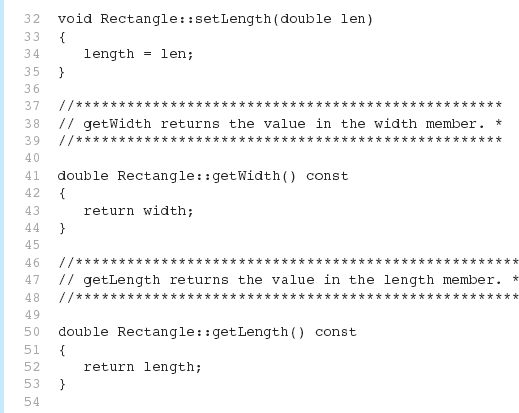 32 void Rectangle::setLength(double len)
33 {
34    length = len;
35 }
36
37 //**************************************************
38 // getWidth returns the value in the width member. *
39 //**************************************************
40
41 double Rectangle::getWidth() const
42 {
43    return width;
44 }
45
46 //****************************************************
47 // getLength returns the value in the length member. *
48 //****************************************************
49
50 double Rectangle::getLength() const
51 {
52    return length;
53 }
54